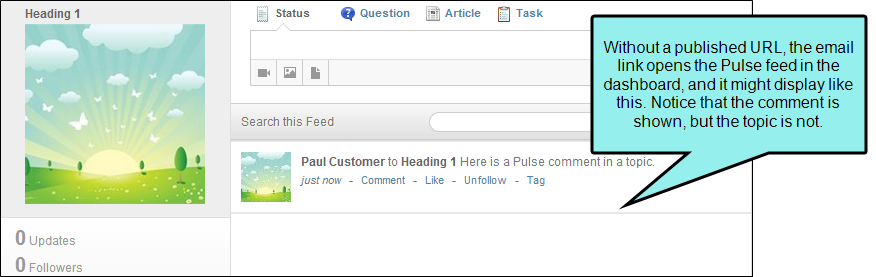 Heading 1
0 Updates
0 Followers
Status Question Article Task
Search this Feed
Paul Customer to Heading 1 Here is a Pulse comment in a topic.
just now - Comment - Like - Unfollow - Tag
Without a published URL, the email
link opens the Pulse feed in the
dashboard, and it might display like
this. Notice that the comment is
shown, but the topic is not.